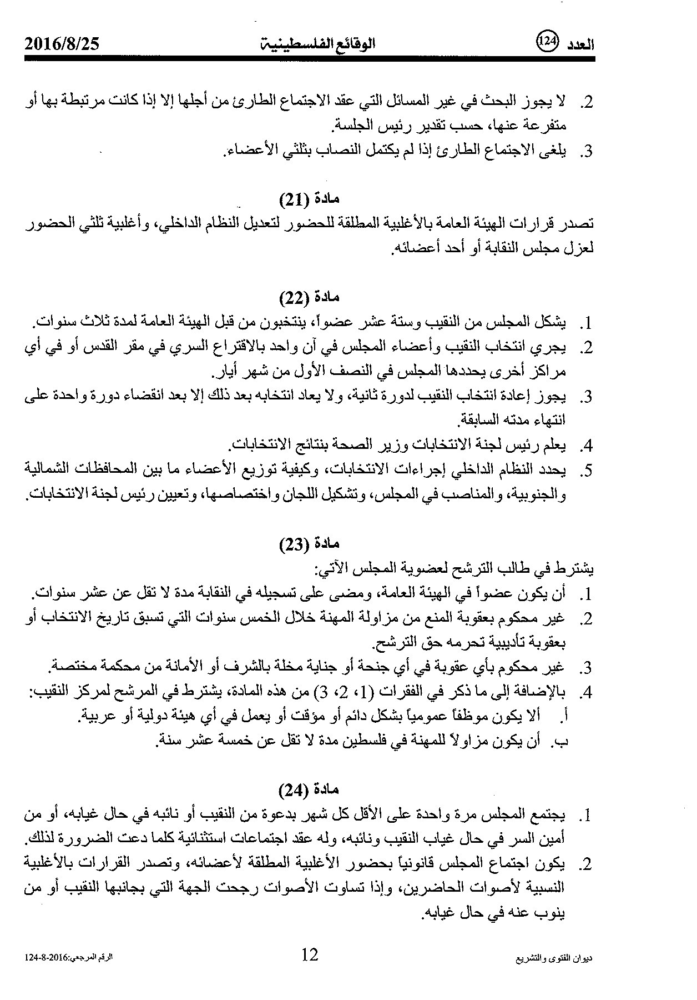 العدد 124 الوقائع الفلسطينية 2016/8/25
2. لا يجوز البحث في غير المسائل التي عقد الاجتماع الطارئ من أجلها إلا إذا كانت مرتبطة بها أو
متفرعة عنها، حسب تقدير رئيس الجلسة.
3. يلغى الاجتماع الطارئ إذا لم يكتمل النصاب بثلثي الأعضاء.
مادة (21)
تصدر قرارات الهيئة العامة بالأغلبية المطلقة للحضور لتعديل النظام الداخلي، وأغلبية ثلثي الحضور
لعزل مجلس النقابة أو أحد أعضائه.
مادة (22)
1. يشكل المجلس من النقيب وستة عشر عضواً، ينتخبون من قبل الهيئة العامة لمدة ثلاث سنوات.
2. يجري انتخاب النقيب وأعضاء المجلس في آن واحد بالاقتراع السري في مقر القدس أو في أي
مراكز أخرى يحددها المجلس في النصف الأول من شهر أيار.
3. يجوز إعادة انتخاب النقيب لدورة ثانية، ولا يعاد انتخابه بعد ذلك إلا بعد انقضاء دورة واحدة على
انتهاء مدته السابقة.
4. يعلم رئيس لجنة الانتخابات وزير الصحة بنتائج الانتخابات.
5. يحدد النظام الداخلي إجراءات الانتخابات، وكيفية توزيع الأعضاء ما بين المحافظات الشمالية
والجنوبية، والمناصب في المجلس، وتشكيل اللجان واختصاصها، وتعيين رئيس لجنة الانتخابات.
مادة (23)
يشترط في طالب الترشح لعضوية المجلس الآتي:
1. أن يكون عضواً في الهيئة العامة، ومضى على تسجيله في النقابة مدة لا تقل عن عشر سنوات.
2. غير محكوم بعقوبة المنع من مزاولة المهنة خلال الخمس سنوات التي تسبق تاريخ الانتخاب أو
بعقوبة تأديبية تحرمه حق الترشح.
3. غير محكوم بأي عقوبة في أي جنحة أو جناية مخلة بالشرف أو الأمانة من محكمة مختصة.
4. بالإضافة إلى ما ذكر في الفقرات (1، 2، 3) من هذه المادة، يشترط في المرشح لمركز النقيب:
أ. ألا يكون موظفاً عمومياً بشكل دائم أو مؤقت أو يعمل في أي هيئة دولية أو عربية.
ب. أن يكون مزاولاً للمهنة في فلسطين مدة لا تقل عن خمسة عشر سنة.
مادة (24)
1. يجتمع المجلس مرة واحدة على الأقل كل شهر بدعوة من النقيب أو نائبه في حال غيابه، أو من
أمين السر في حال غياب النقيب ونائبه، وله عقد اجتماعات استثنائية كلما دعت الضرورة لذلك.
2. يكون اجتماع المجلس قانونياً بحضور الأغلبية المطلقة لأعضائه، وتصدر القرارات بالأغلبية
النسبية لأصوات الحاضرين، وإذا تساوت الأصوات رجحت الجهة التي بجانبها النقيب أو من
ينوب عنه في حال غيابه.
ديوان الفتوى والتشريع 12 الرقم المرجعي:2016-8-124